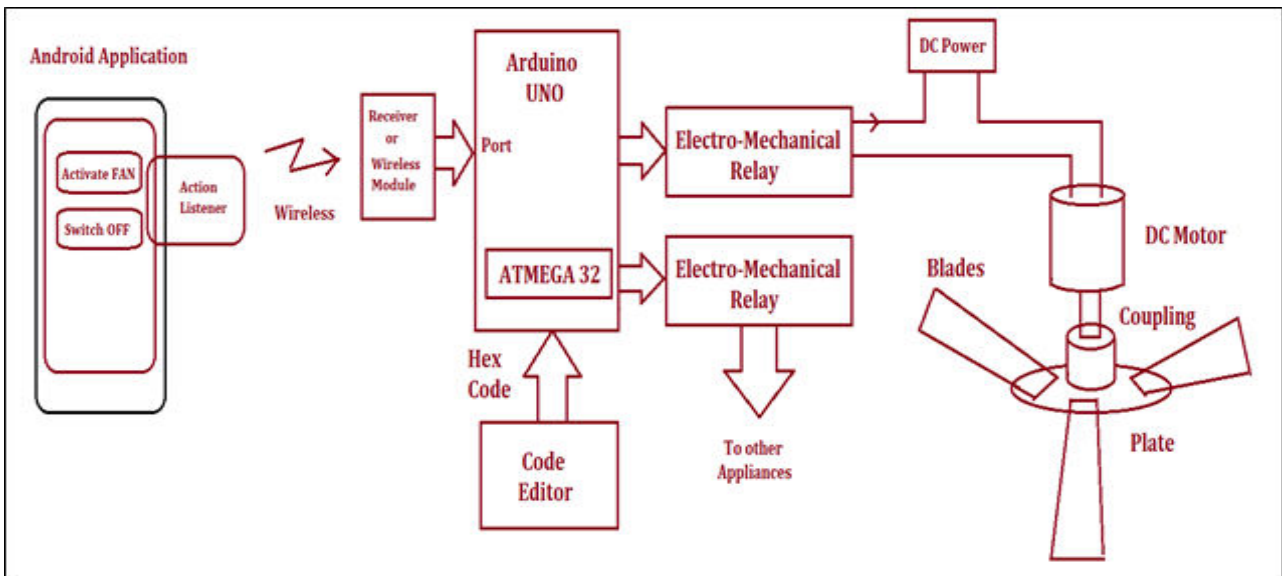 Android Application
Activate FAN
Switch OFF
Action
Listener
Wireless
Receiver
or
Wireless
Module
Port
Arduino
UNO
ATMEGA 32
Hex
Code
Code
Editor
Electro-Mechanical
Relay
Electro-Mechanical
Relay
To other
Appliances
DC Power
DC Motor
Blades
Coupling
Plate